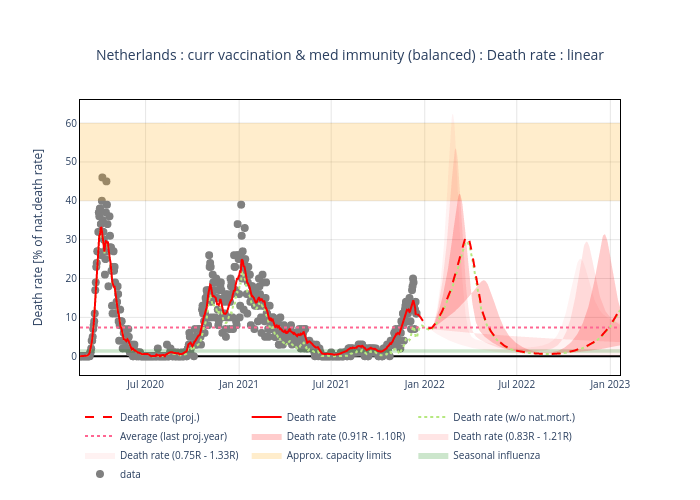 Netherlands : curr vaccination & med immunity (balanced) : Death rate : linear
Death rate [% of nat.death rate]
60
50
40
30
20
10
0
Jul 2020 Jan 2021 Jul 2021 Jan 2022 Jul 2022 Jan 2023
Death rate (proj.) Death rate Death rate (w/o nat.mort.)
Average (last proj.year) Death rate (0.91R - 1.10R) Death rate (0.83R - 1.21R)
Death rate (0.75R - 1.33R) Approx. capacity limits Seasonal influenza
data